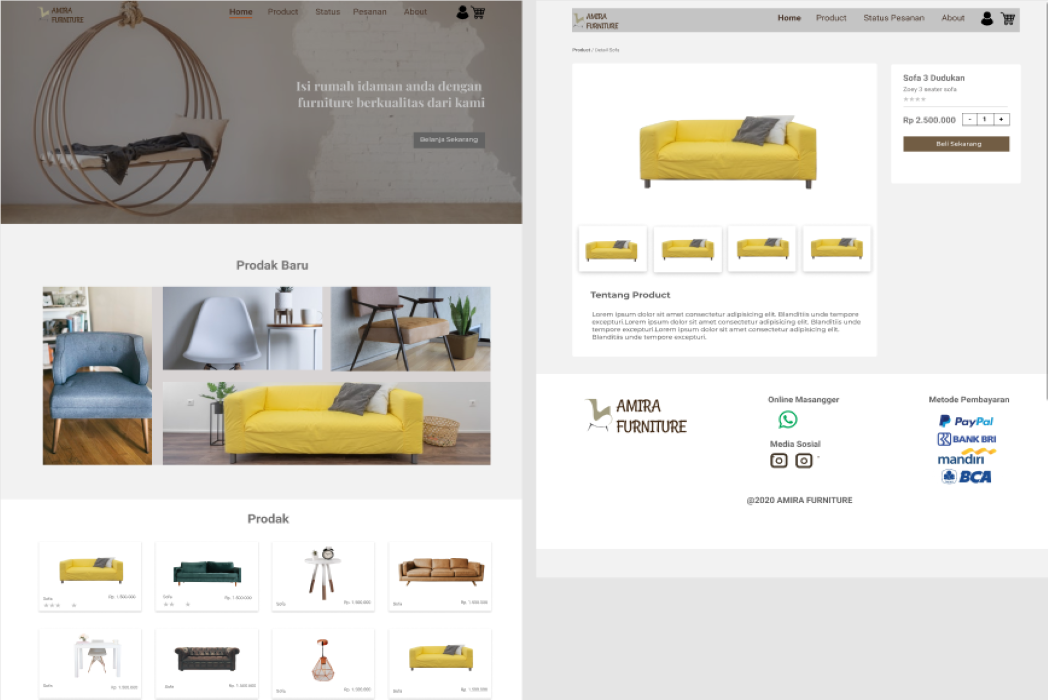 AMIRA
FURNITURE
Home Product Status Pesanan About
Isi rumah idaman anda dengan
furniture berkualitas dari kami
Belanja Sekarang
Prodak Baru
Prodak
Sofa Rp. 1.500.000
Sofa Rp. 1.500.000
Sofa Rp. 1.500.000
Sofa Rp. 1.500.000
Sofa Rp. 1.500.000
Sofa Rp. 1.500.000
Sofa Rp. 1.500.000
Sofa Rp. 1.500.000
AMIRA
FURNITURE
Home Product Status Pesanan About
Product / Detail Sofa
Sofa 3 Dudukan
Zoey 3 seater sofa
Rp 2.500.000 - 1 +
Beli Sekarang
Tentang Product
Lorem ipsum dolor sit amet consectetur adipisicing elit. Blanditiis unde tempore
excepturi.Lorem ipsum dolor sit amet consectetur adipisicing elit. Blanditiis unde
tempore excepturi.Lorem ipsum dolor sit amet consectetur adipisicing elit.
Blanditiis unde tempore excepturi.
AMIRA
FURNITURE
Online Masangger
Media Sosial
Metode Pembayaran
PayPal
BANK BRI
mandiri
BCA
@2020 AMIRA FURNITURE